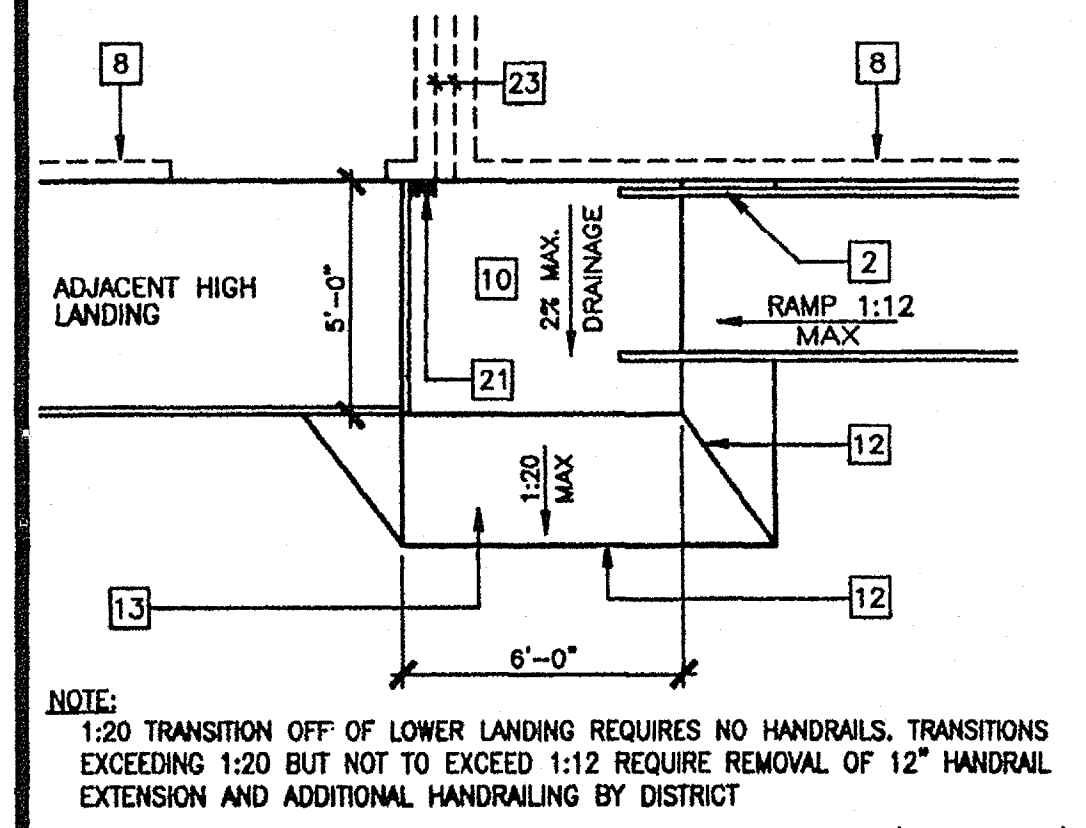 8
23
8
ADJACENT HIGH
LANDING
5'-0"
10
2% MAX.
DRAINAGE
2
RAMP 1:12
MAX
21
12
1:20
MAX
13
12
6'-0"
NOTE:
1:20 TRANSITION OFF OF LOWER LANDING REQUIRES NO HANDRAILS. TRANSITIONS
EXCEEDING 1:20 BUT NOT TO EXCEED 1:12 REQUIRE REMOVAL OF 12" HANDRAIL
EXTENSION AND ADDITIONAL HANDRAILING BY DISTRICT